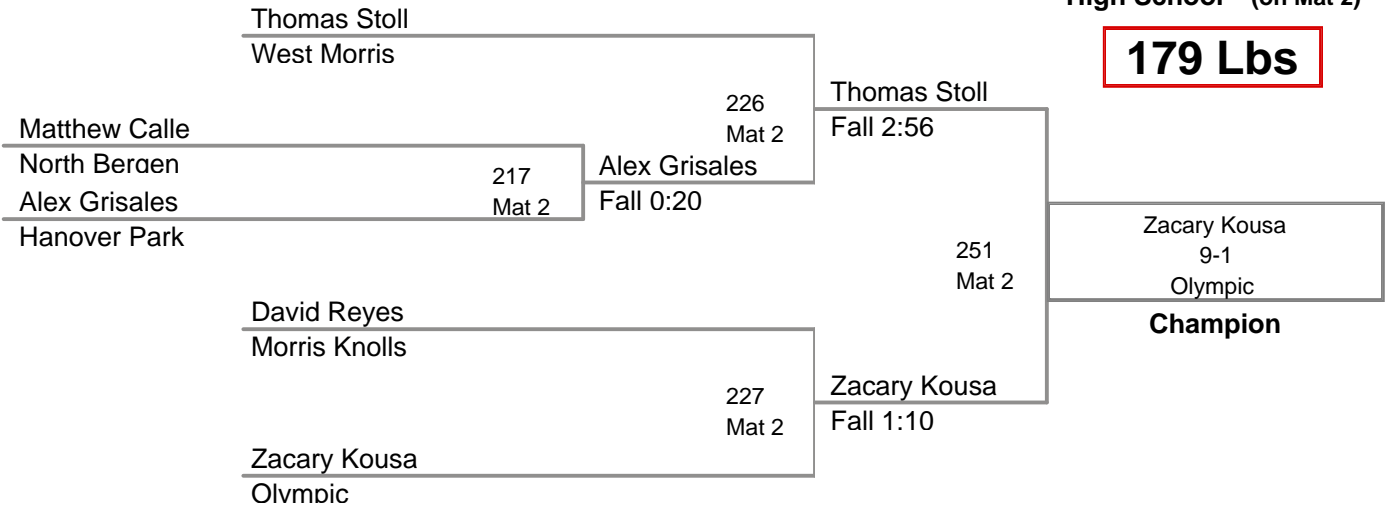 High School (on Mat 2)
179 Lbs
Thomas Stoll
West Morris
226
Mat 2
Thomas Stoll
Fall 2:56
Matthew Calle
North Bergen
217
Mat 2
Alex Grisales
Fall 0:20
Alex Grisales
Hanover Park
251
Mat 2
Zacary Kousa
9-1
Olympic
Champion
David Reyes
Morris Knolls
227
Mat 2
Zacary Kousa
Fall 1:10
Zacary Kousa
Olympic